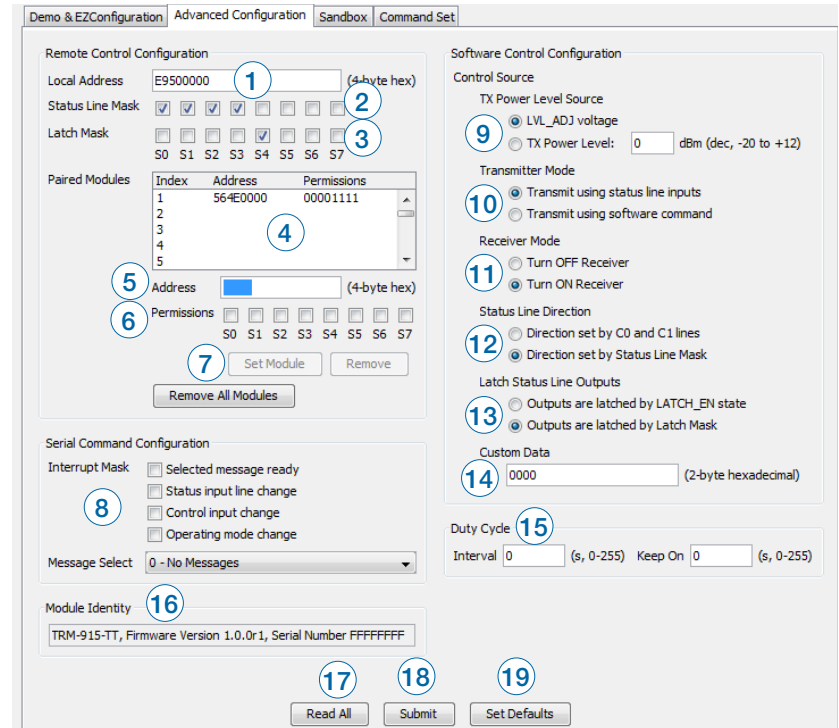 Demo & EZConfiguration Advanced Configuration Sandbox Command Set
Remote Control Configuration
Local Address E9500000 1 (4-byte hex)
Status Line Mask 2
Latch Mask 3
S0 S1 S2 S3 S4 S5 S6 S7
Paired Modules Index Address Permissions
1 564E0000 00001111
2
3
4
5
4
5 Address (4-byte hex)
6 Permissions
S0 S1 S2 S3 S4 S5 S6 S7
7 Set Module Remove
Remove All Modules
Serial Command Configuration
Interrupt Mask Selected message ready
Status input line change
8 Control input change
Operating mode change
Message Select 0 - No Messages
Module Identity 16
TRM-915-TT, Firmware Version 1.0.0r1, Serial Number FFFFFFFF
Software Control Configuration
Control Source
TX Power Level Source
9 LVL_ADJ voltage
TX Power Level: 0 dBm (dec, -20 to +12)
Transmitter Mode
10 Transmit using status line inputs
Transmit using software command
Receiver Mode
11 Turn OFF Receiver
Turn ON Receiver
Status Line Direction
12 Direction set by C0 and C1 lines
Direction set by Status Line Mask
Latch Status Line Outputs
13 Outputs are latched by LATCH_EN state
Outputs are latched by Latch Mask
Custom Data
14 0000 (2-byte hexadecimal)
Duty Cycle 15
Interval 0 (s, 0-255) Keep On 0 (s, 0-255)
17 18 19
Read All Submit Set Defaults